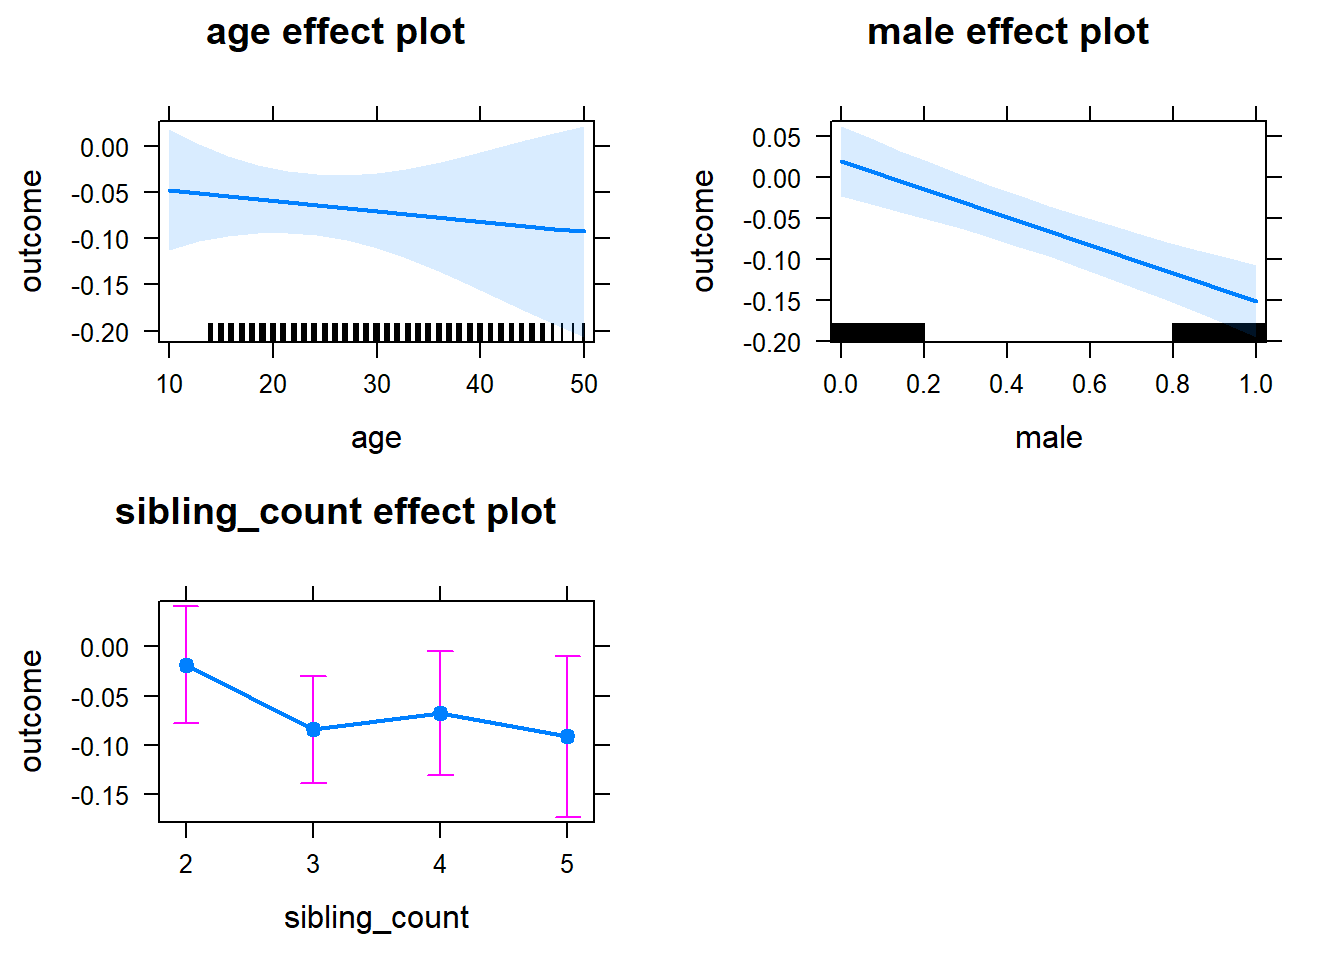 age effect plot
outcome
0.00
-0.05
-0.10
-0.15
-0.20
10 20 30 40 50
age
male effect plot
outcome
0.05
0.00
-0.05
-0.10
-0.15
-0.20
0.0 0.2 0.4 0.6 0.8 1.0
male
sibling_count effect plot
outcome
0.00
-0.05
-0.10
-0.15
2 3 4 5
sibling_count